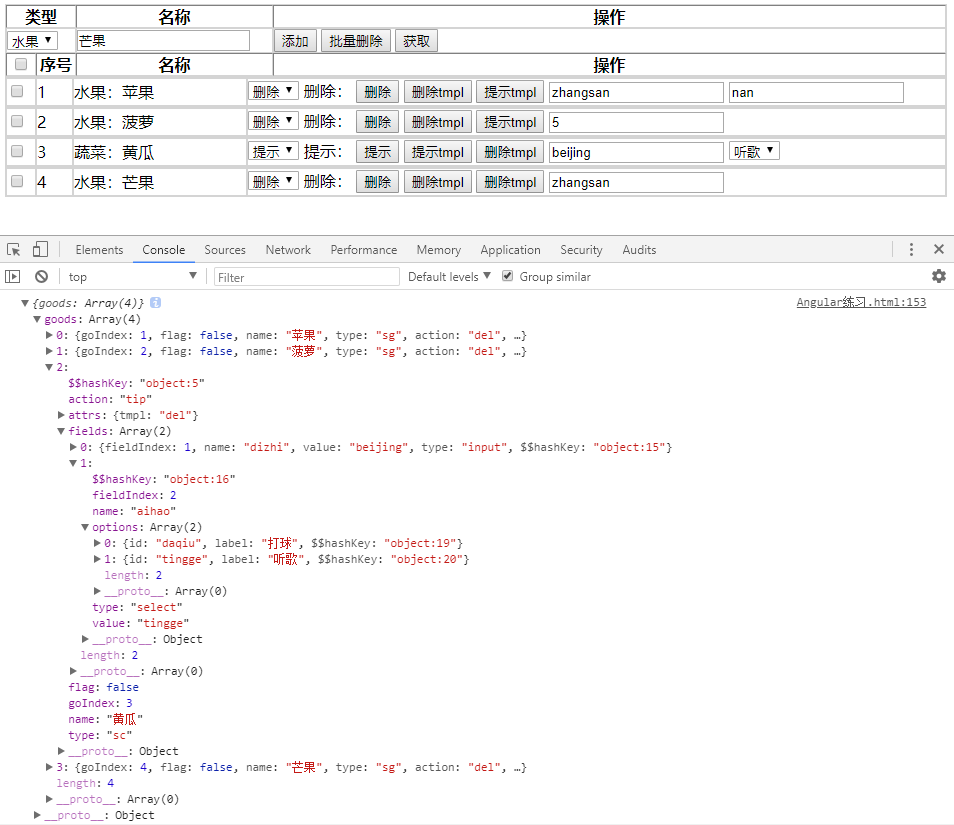 类型 名称 操作
水果 芒果 添加 批量删除 获取
序号 名称 操作
1 水果：苹果 删除 删除： 删除 删除tmpl 提示tmpl zhangsan nan
2 水果：菠萝 删除 删除： 删除 删除tmpl 提示tmpl 5
3 蔬菜：黄瓜 提示 提示： 提示 提示tmpl 删除tmpl beijing 听歌
4 水果：芒果 删除 删除： 删除 删除tmpl 提示tmpl zhangsan
Elements Console Sources Network Performance Memory Application Security Audits
top Filter Default levels Group similar
{goods: Array(4)} i Angular练习.html:153
goods: Array(4)
0: {goIndex: 1, flag: false, name: "苹果", type: "sg", action: "del", …}
1: {goIndex: 2, flag: false, name: "菠萝", type: "sg", action: "del", …}
2:
$$hashKey: "object:5"
action: "tip"
attrs: {tmpl: "del"}
fields: Array(2)
0: {fieldIndex: 1, name: "dizhi", value: "beijing", type: "input", $$hashKey: "object:15"}
1:
$$hashKey: "object:16"
fieldIndex: 2
name: "aihao"
options: Array(2)
0: {id: "daqiu", label: "打球", $$hashKey: "object:19"}
1: {id: "tingge", label: "听歌", $$hashKey: "object:20"}
length: 2
__proto__: Array(0)
type: "select"
value: "tingge"
__proto__: Object
length: 2
__proto__: Array(0)
flag: false
goIndex: 3
name: "黄瓜"
type: "sc"
__proto__: Object
3: {goIndex: 4, flag: false, name: "芒果", type: "sg", action: "del", …}
length: 4
__proto__: Array(0)
__proto__: Object